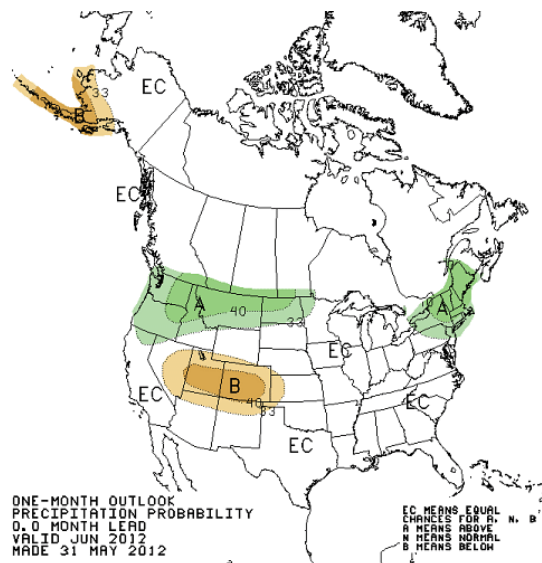 EC
33
B
EC
A
40
33
A
EC
B
EC
40
33
EC
EC
ONE-MONTH OUTLOOK
PRECIPITATION PROBABILITY
0.0 MONTH LEAD
VALID JUN 2012
MADE 31 MAY 2012
EC MEANS EQUAL
CHANCES FOR A, N, B
A MEANS ABOVE
N MEANS NORMAL
B MEANS BELOW